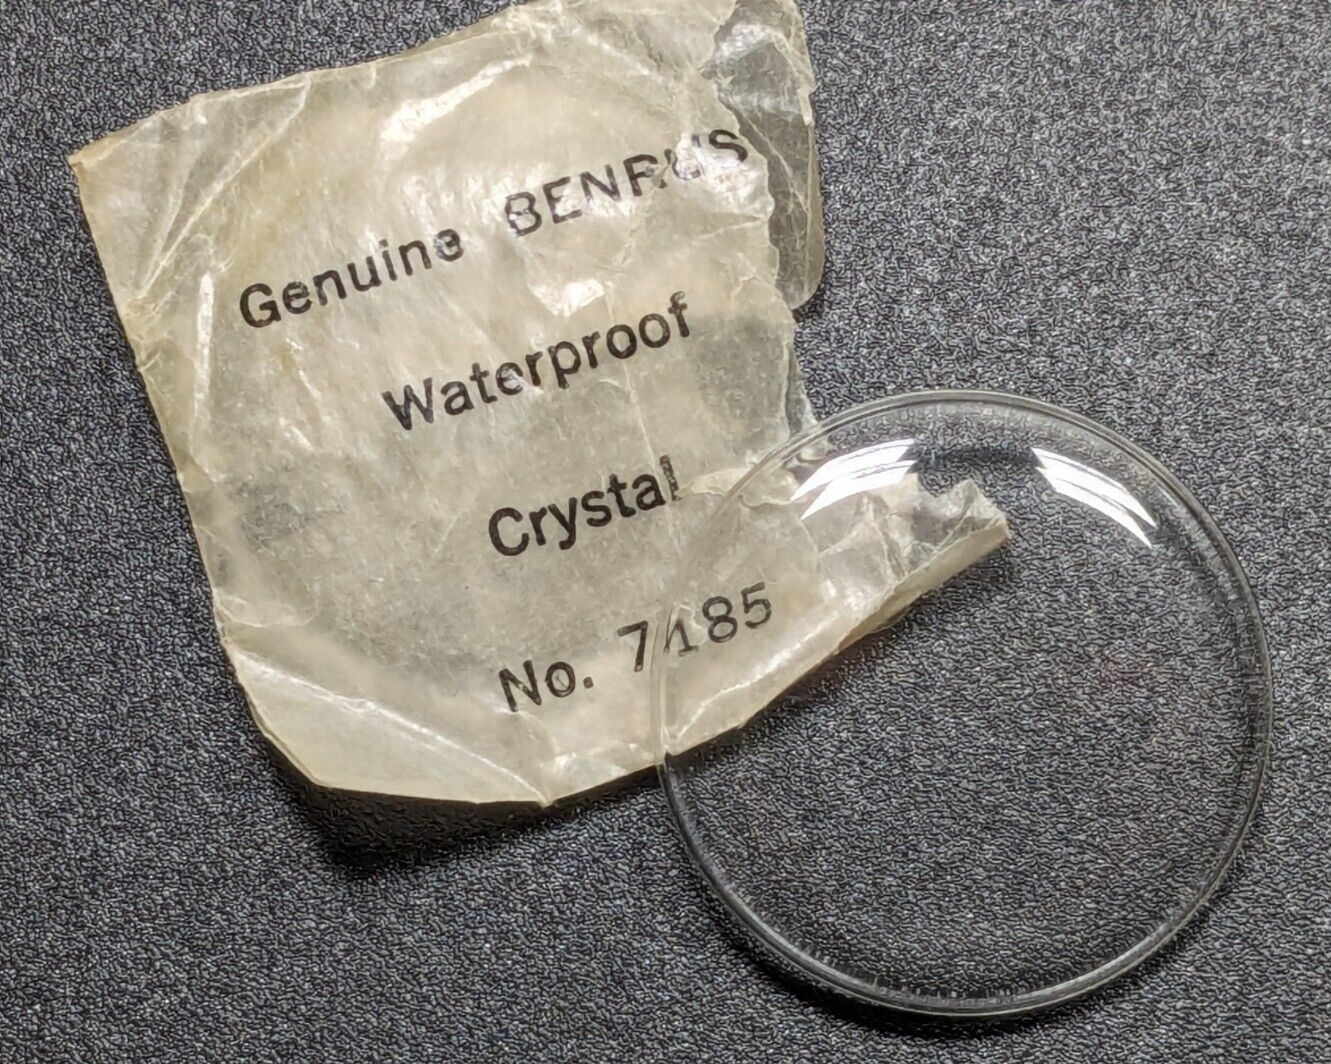 Genuine BENRUS
Waterproof
Crystal
No. 7185